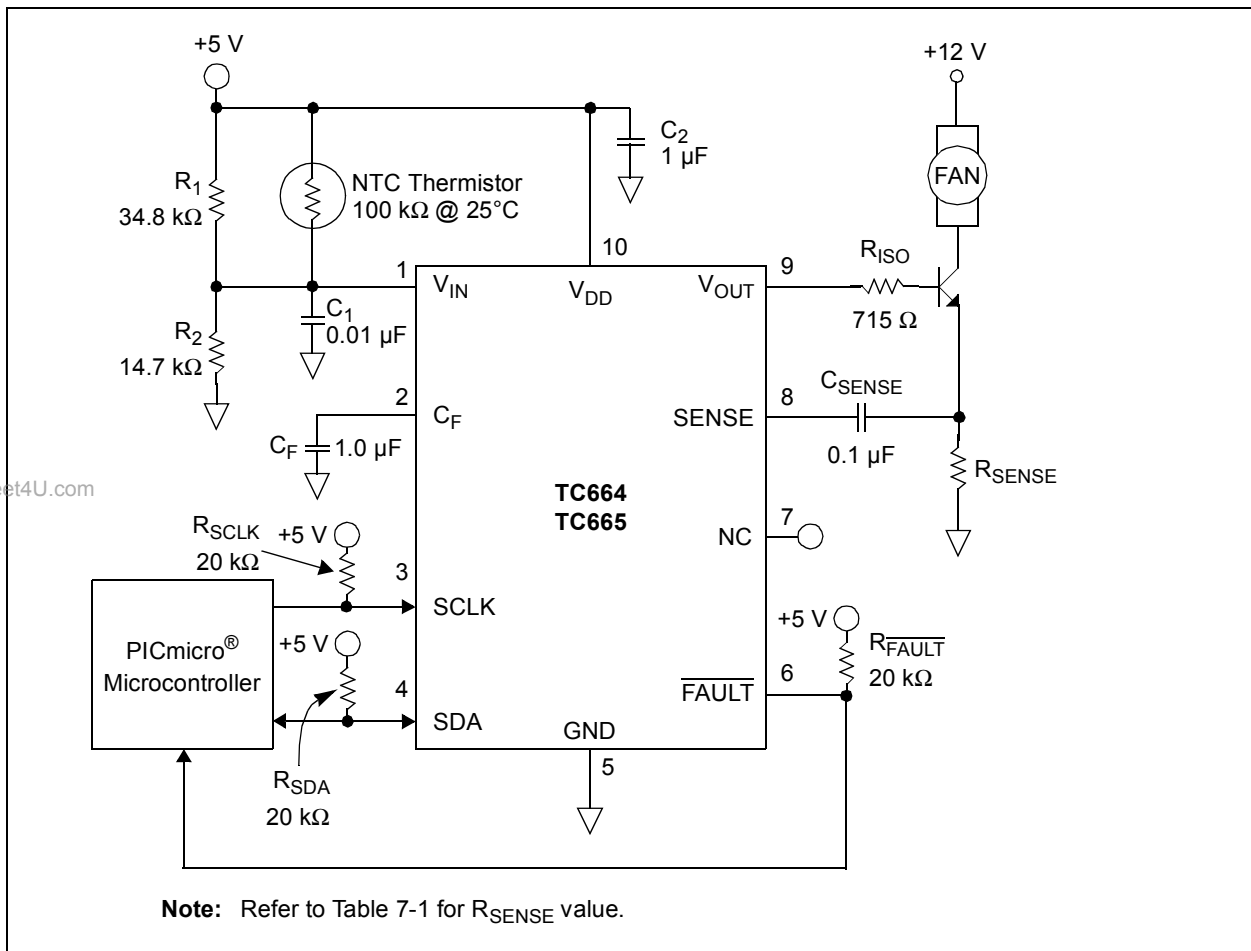 +5 V
+12 V
C2
1 µF
FAN
R1
34.8 kΩ
NTC Thermistor
100 kΩ @ 25°C
10
RISO
1
9
VIN
VDD
VOUT
C1
0.01 µF
715 Ω
R2
14.7 kΩ
CSENSE
2
8
CF
SENSE
CF
1.0 µF
0.1 µF
RSENSE
et4U.com
TC664
TC665
RSCLK
20 kΩ
+5 V
7
NC
3
SCLK
PICmicro®
Microcontroller
+5 V
+5 V
RFAULT
20 kΩ
4
6
SDA
FAULT
GND
5
RSDA
20 kΩ
Note: Refer to Table 7-1 for RSENSE value.